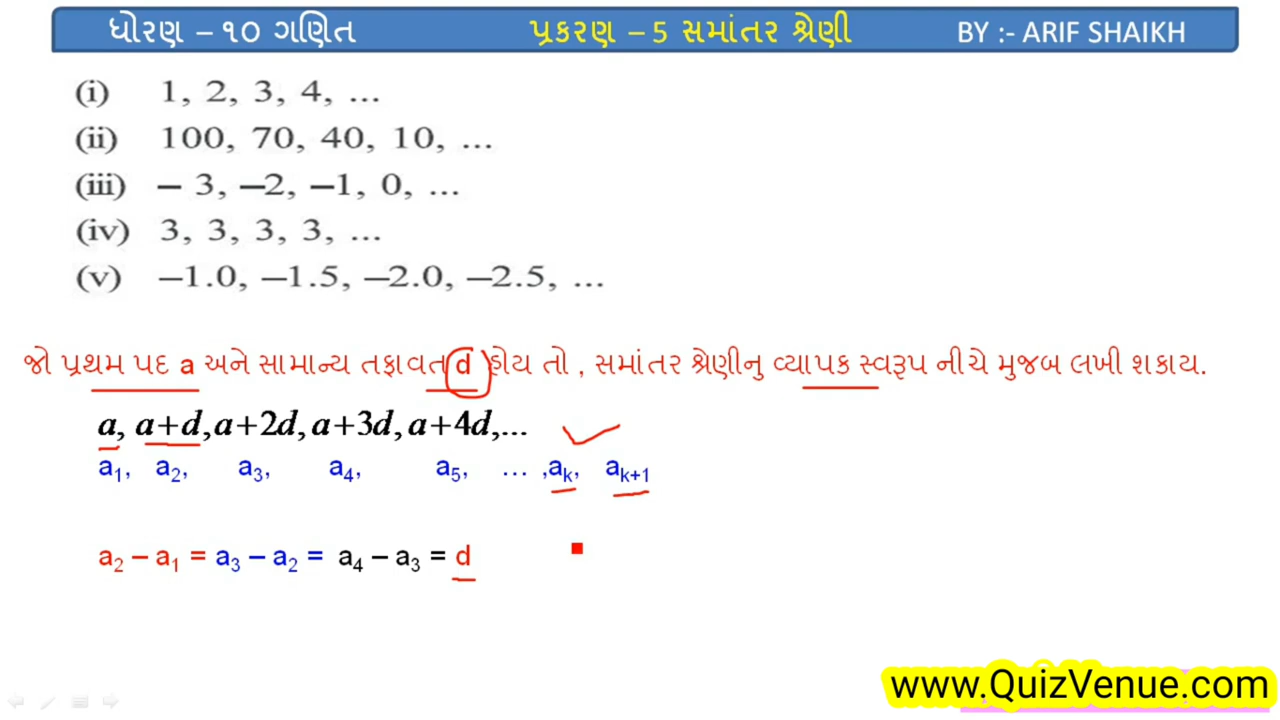 ધોરણ – ૧૦ ગણિત પ્રકરણ – 5 સમાંતર શ્રેણી BY :- ARIF SHAIKH
(i) 1, 2, 3, 4, ...
(ii) 100, 70, 40, 10, ...
(iii) – 3, –2, –1, 0, ...
(iv) 3, 3, 3, 3, ...
(v) –1.0, –1.5, –2.0, –2.5, ...
જો પ્રથમ પદ a અને સામાન્ય તફાવત d હોય તો , સમાંતર શ્રેણીનુ વ્યાપક સ્વરૂપ નીચે મુજબ લખી શકાય.
a, a+d, a+2d, a+3d, a+4d,...
a₁, a₂, a₃, a₄, a₅, ... ,aₖ, aₖ₊₁
a₂ – a₁ = a₃ – a₂ = a₄ – a₃ = d
www.QuizVenue.com